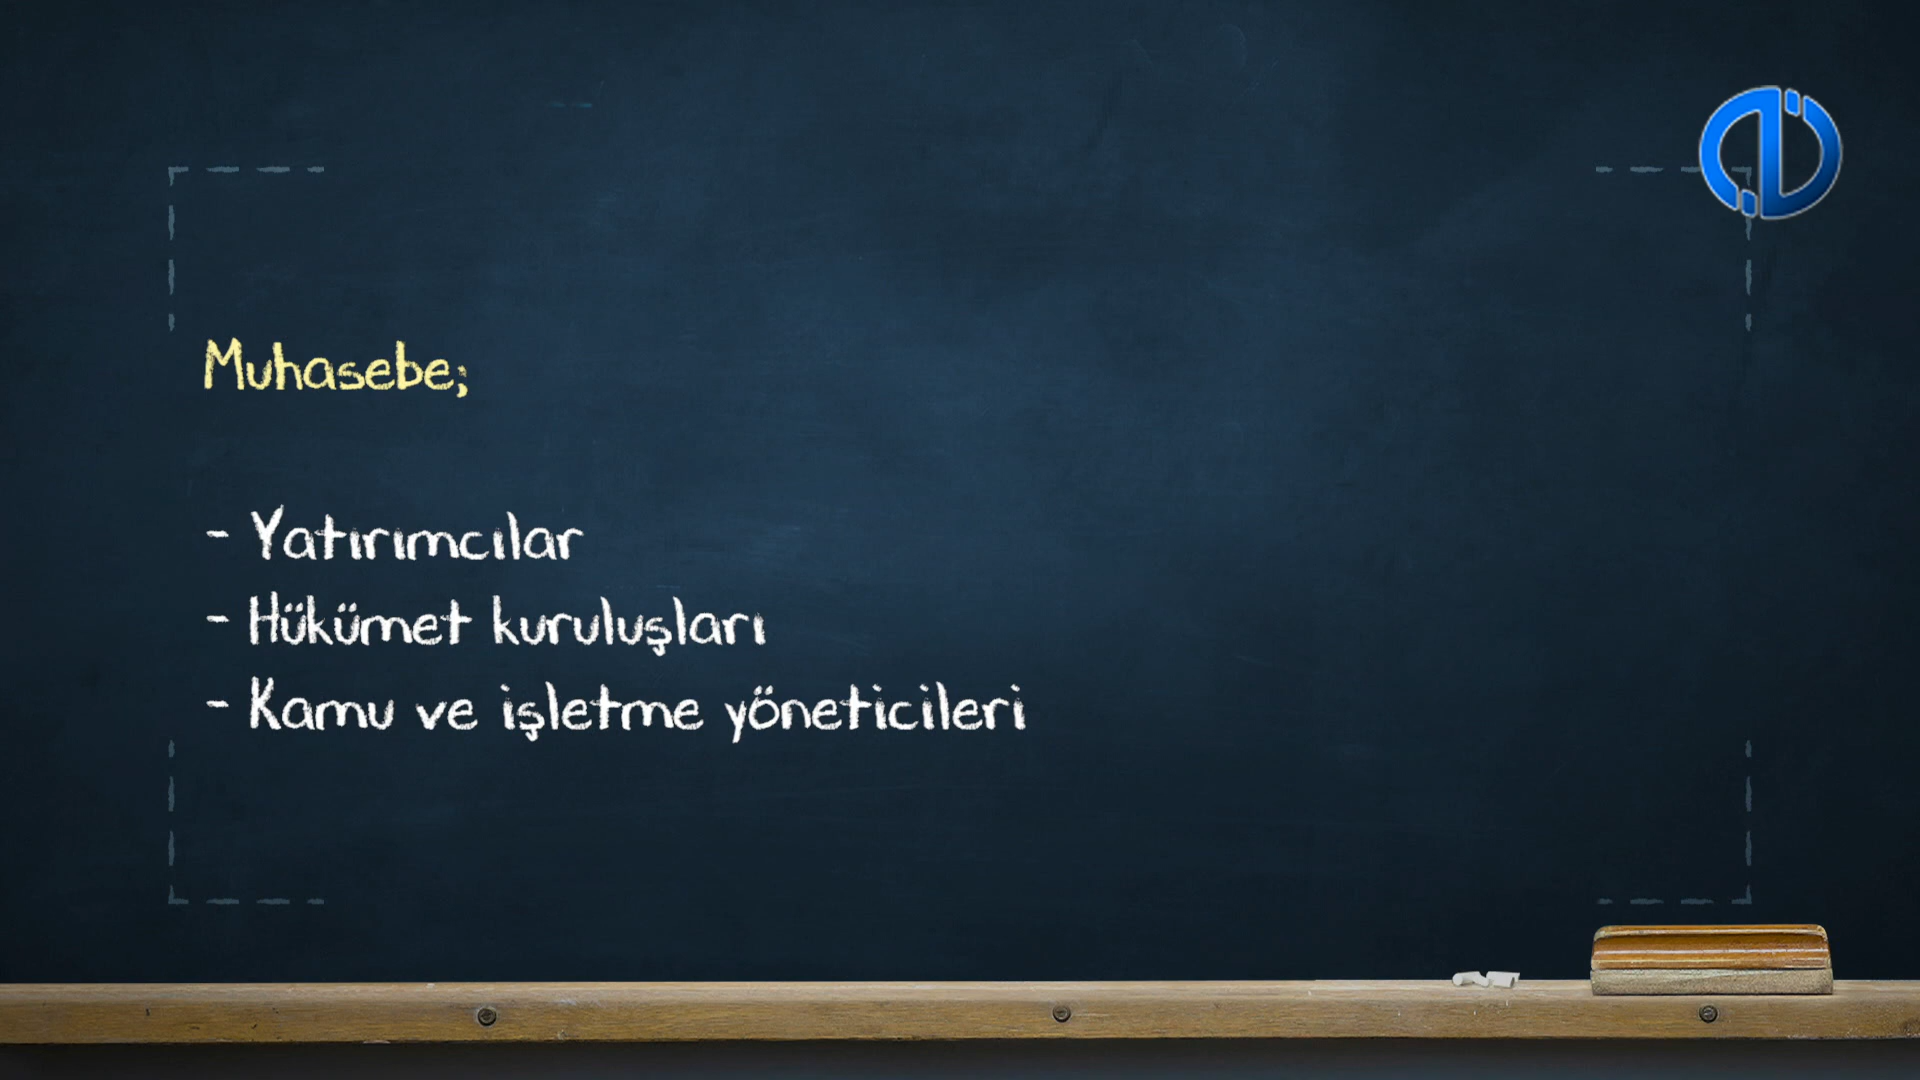 Muhasebe;
- Yatırımcılar
- Hükümet kuruluşları
- Kamu ve işletme yöneticileri